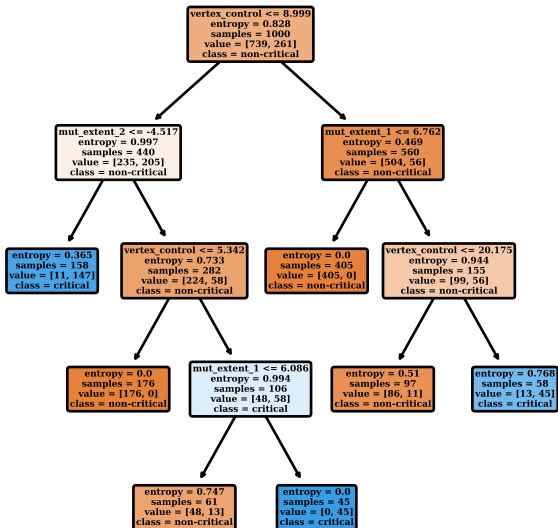 vertex_control <= 8.999
entropy = 0.828
samples = 1000
value = [739, 261]
class = non-critical
mut_extent_2 <= -4.517
entropy = 0.997
samples = 440
value = [235, 205]
class = non-critical
mut_extent_1 <= 6.762
entropy = 0.469
samples = 560
value = [504, 56]
class = non-critical
entropy = 0.365
samples = 158
value = [11, 147]
class = critical
vertex_control <= 5.342
entropy = 0.733
samples = 282
value = [224, 58]
class = non-critical
entropy = 0.0
samples = 405
value = [405, 0]
class = non-critical
vertex_control <= 20.175
entropy = 0.944
samples = 155
value = [99, 56]
class = non-critical
entropy = 0.0
samples = 176
value = [176, 0]
class = non-critical
mut_extent_1 <= 6.086
entropy = 0.994
samples = 106
value = [48, 58]
class = critical
entropy = 0.51
samples = 97
value = [86, 11]
class = non-critical
entropy = 0.768
samples = 58
value = [13, 45]
class = critical
entropy = 0.747
samples = 61
value = [48, 13]
class = non-critical
entropy = 0.0
samples = 45
value = [0, 45]
class = critical